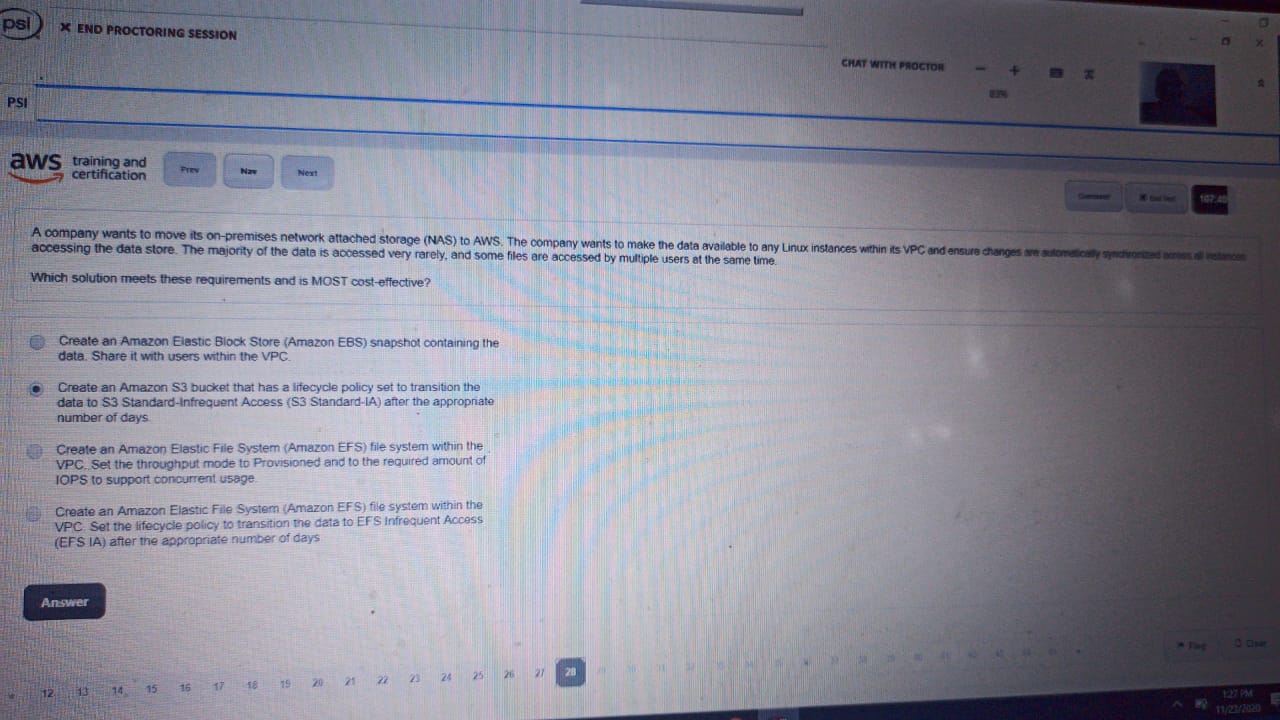 psi
✕ END PROCTORING SESSION
CHAT WITH PROCTOR
83%
PSI
aws training and
certification
Prev
Nav
Next
A company wants to move its on-premises network attached storage (NAS) to AWS. The company wants to make the data available to any Linux instances within its VPC and ensure changes are automatically synchronized across all instances
accessing the data store. The majority of the data is accessed very rarely, and some files are accessed by multiple users at the same time.
Which solution meets these requirements and is MOST cost-effective?
Create an Amazon Elastic Block Store (Amazon EBS) snapshot containing the
data. Share it with users within the VPC.
Create an Amazon S3 bucket that has a lifecycle policy set to transition the
data to S3 Standard-Infrequent Access (S3 Standard-IA) after the appropriate
number of days.
Create an Amazon Elastic File System (Amazon EFS) file system within the
VPC. Set the throughput mode to Provisioned and to the required amount of
IOPS to support concurrent usage.
Create an Amazon Elastic File System (Amazon EFS) file system within the
VPC. Set the lifecycle policy to transition the data to EFS Infrequent Access
(EFS IA) after the appropriate number of days
Answer
Flag
Clear
12 13 14 15 16 17 18 19 20 21 22 23 24 25 26 27 28
1:27 PM
11/23/2020